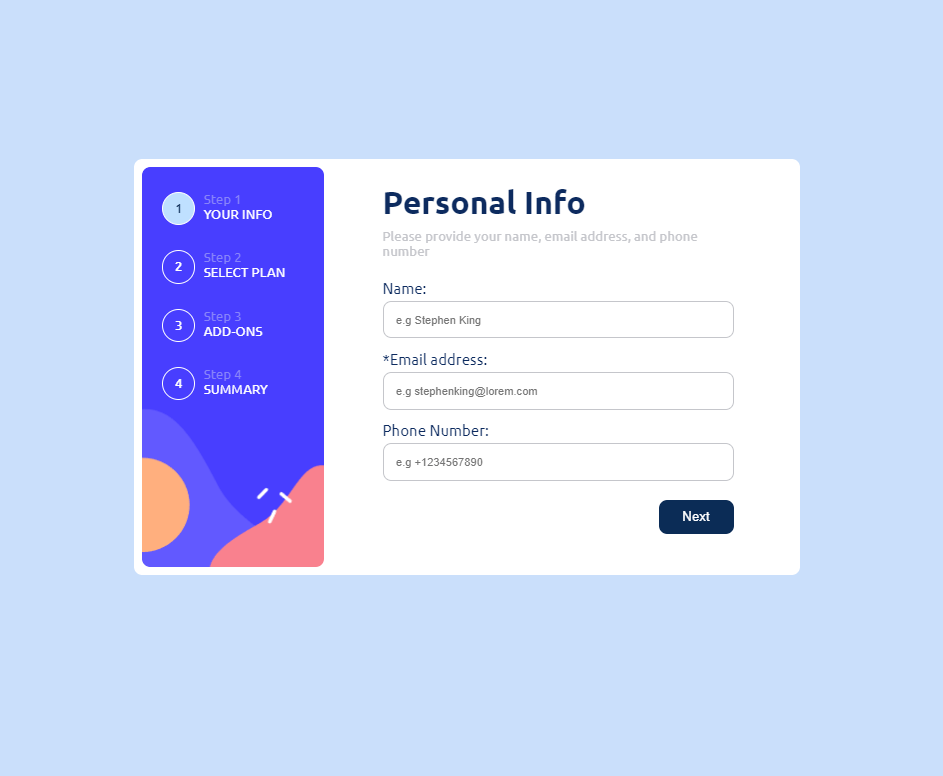 1
Step 1
YOUR INFO
2
Step 2
SELECT PLAN
3
Step 3
ADD-ONS
4
Step 4
SUMMARY
Personal Info
Please provide your name, email address, and phone
number
Name:
e.g Stephen King
*Email address:
e.g stephenking@lorem.com
Phone Number:
e.g +1234567890
Next